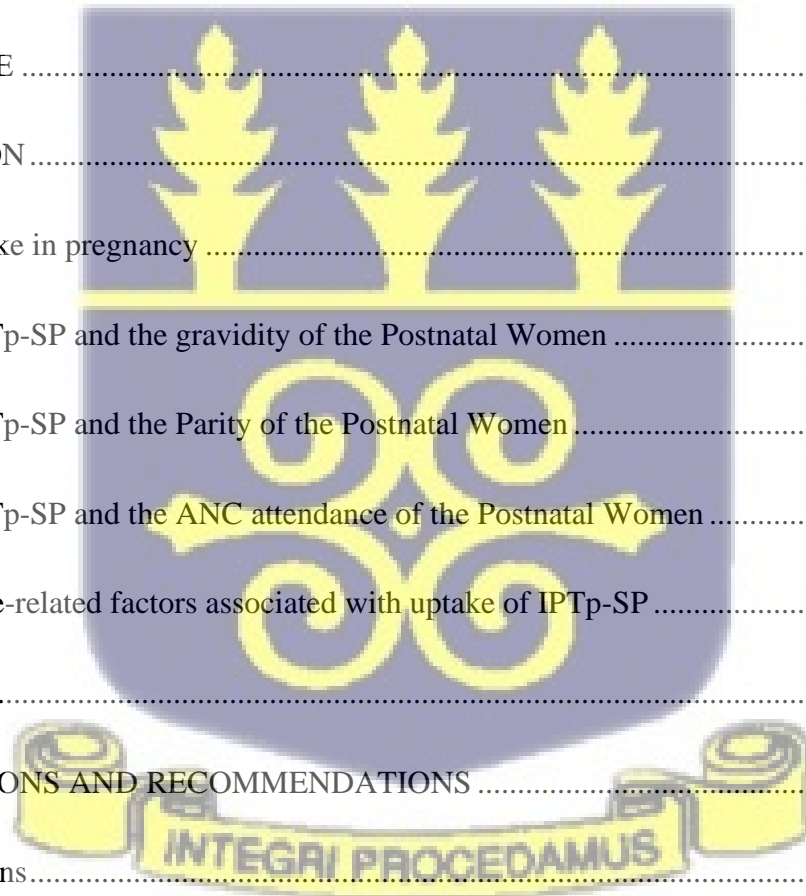 E ........................................................................................................
ON ........................................................................................................
ke in pregnancy ...............................................................................
Tp-SP and the gravidity of the Postnatal Women ...........................
Tp-SP and the Parity of the Postnatal Women ................................
Tp-SP and the ANC attendance of the Postnatal Women ............
e-related factors associated with uptake of IPTp-SP ....................
........................................................................................................
ONS AND RECOMMENDATIONS ...............................................
INTEGRI PROCEDAMUS
ns ........................................................................................................